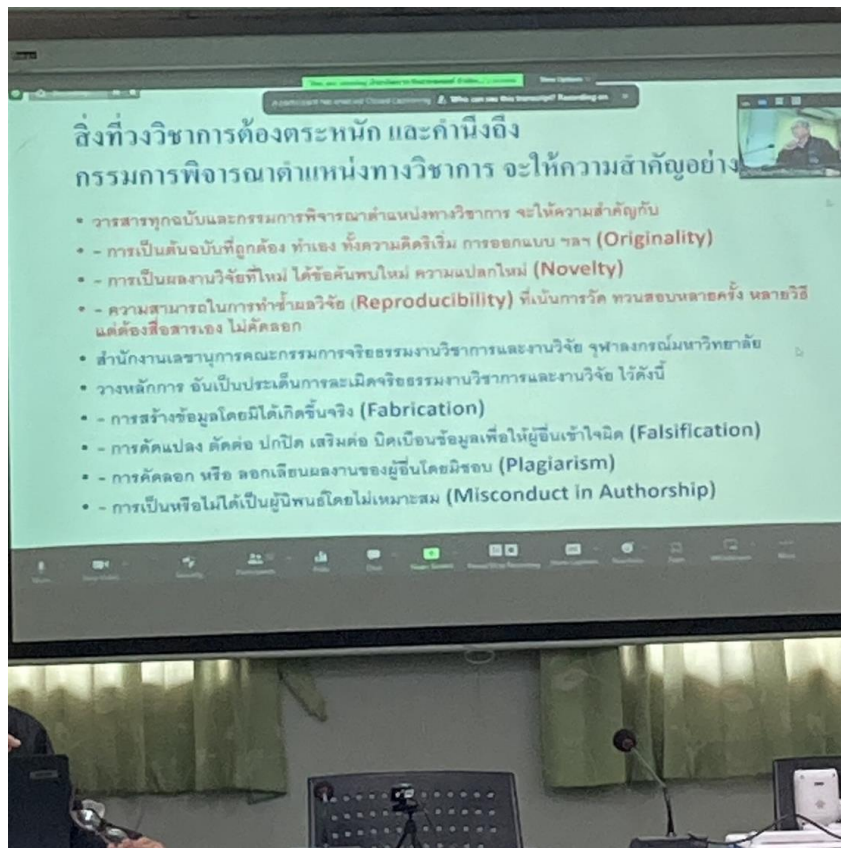 You are viewing
View Options
A participant has enabled Closed Captioning
Who can see this transcript? Recording on
สิ่งที่วงวิชาการต้องตระหนัก และคำนึงถึง
กรรมการพิจารณาตำแหน่งทางวิชาการ จะให้ความสำคัญอย่าง
• วารสารทุกฉบับและกรรมการพิจารณาตำแหน่งทางวิชาการ จะให้ความสำคัญกับ
• - การเป็นต้นฉบับที่ถูกต้อง ทำเอง ทั้งความคิดริเริ่ม การออกแบบ ฯลฯ (Originality)
• - การเป็นผลงานวิจัยที่ใหม่ ได้ข้อค้นพบใหม่ ความแปลกใหม่ (Novelty)
• - ความสามารถในการทำซ้ำผลวิจัย (Reproducibility) ที่เน้นการวัด ทวนสอบหลายครั้ง หลายวิธี
แต่ต้องสื่อสารเอง ไม่คัดลอก
• สำนักงานเลขานุการคณะกรรมการจริยธรรมงานวิชาการและงานวิจัย จุฬาลงกรณ์มหาวิทยาลัย
• วางหลักการ อันเป็นประเด็นการละเมิดจริยธรรมงานวิชาการและงานวิจัย ไว้ดังนี้
• - การสร้างข้อมูลโดยมิได้เกิดขึ้นจริง (Fabrication)
• - การดัดแปลง ตัดต่อ ปกปิด เสริมต่อ บิดเบือนข้อมูลเพื่อให้ผู้อื่นเข้าใจผิด (Falsification)
• - การคัดลอก หรือ ลอกเลียนผลงานของผู้อื่นโดยมิชอบ (Plagiarism)
• - การเป็นหรือไม่ได้เป็นผู้นิพนธ์โดยไม่เหมาะสม (Misconduct in Authorship)